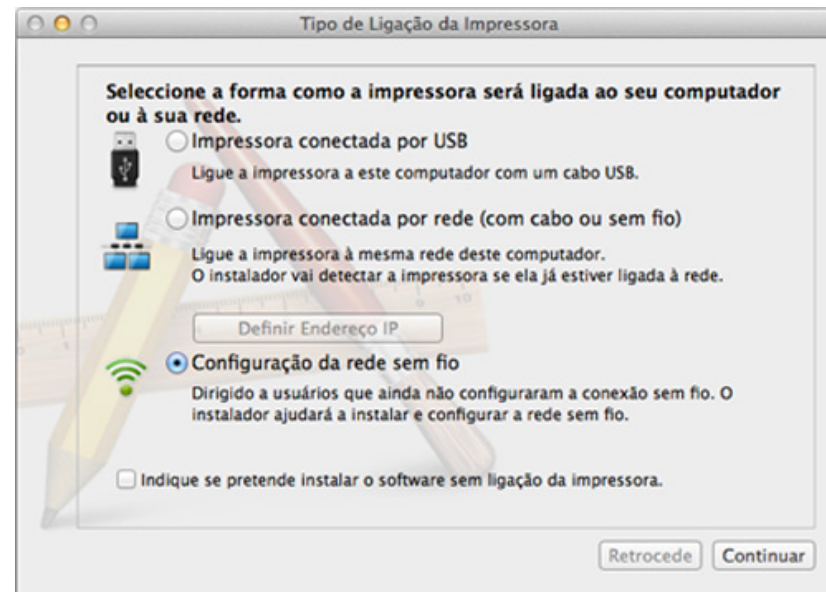 Tipo de Ligação da Impressora
Seleccione a forma como a impressora será ligada ao seu computador
ou à sua rede.
Impressora conectada por USB
Ligue a impressora a este computador com um cabo USB.
Impressora conectada por rede (com cabo ou sem fio)
Ligue a impressora à mesma rede deste computador.
O instalador vai detectar a impressora se ela já estiver ligada à rede.
Definir Endereço IP
Configuração da rede sem fio
Dirigido a usuários que ainda não configuraram a conexão sem fio. O
instalador ajudará a instalar e configurar a rede sem fio.
Indique se pretende instalar o software sem ligação da impressora.
Retrocede
Continuar